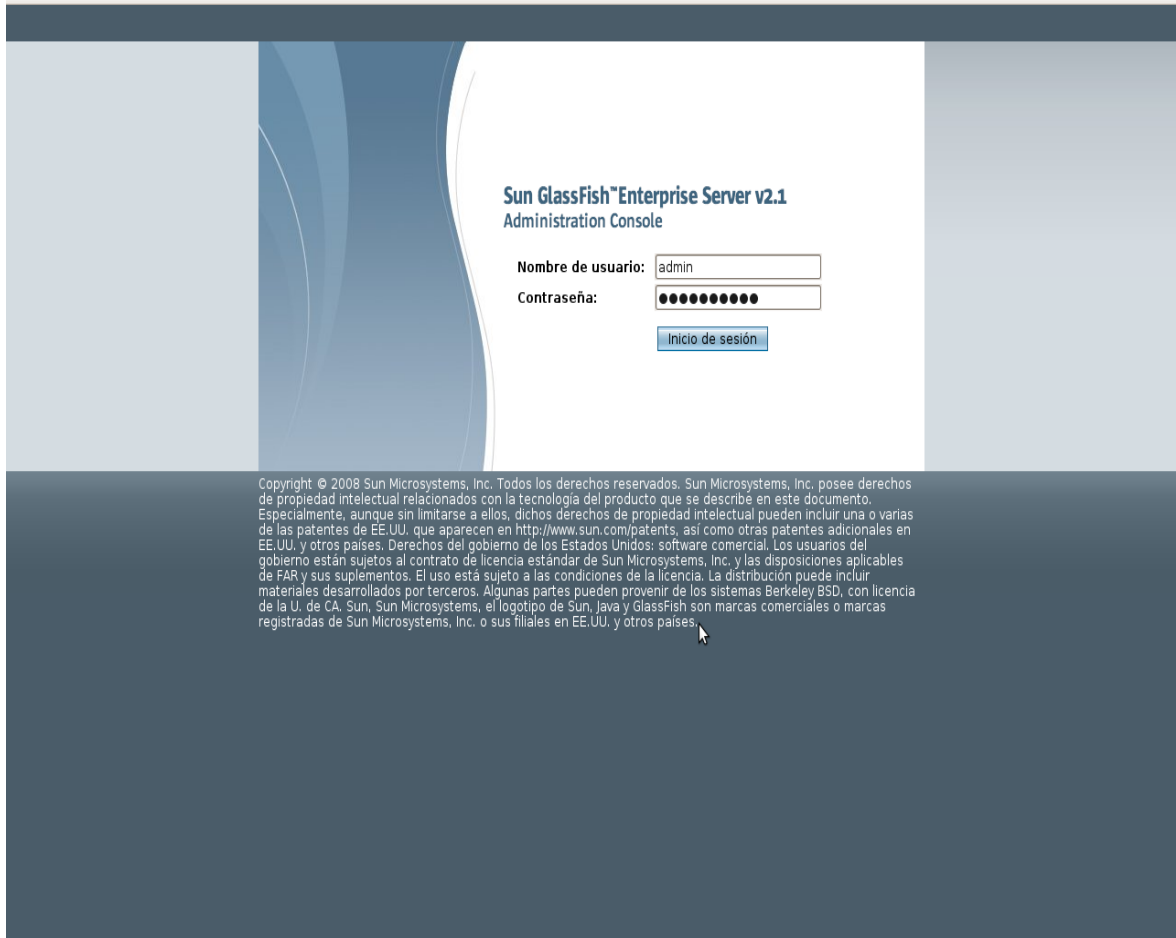 Sun GlassFish™Enterprise Server v2.1
Administration Console
Nombre de usuario: admin
Contraseña: ●●●●●●●●●●
Inicio de sesión
Copyright © 2008 Sun Microsystems, Inc. Todos los derechos reservados. Sun Microsystems, Inc. posee derechos
de propiedad intelectual relacionados con la tecnología del producto que se describe en este documento.
Especialmente, aunque sin limitarse a ellos, dichos derechos de propiedad intelectual pueden incluir una o varias
de las patentes de EE.UU. que aparecen en http://www.sun.com/patents, así como otras patentes adicionales en
EE.UU. y otros países. Derechos del gobierno de los Estados Unidos: software comercial. Los usuarios del
gobierno están sujetos al contrato de licencia estándar de Sun Microsystems, Inc. y las disposiciones aplicables
de FAR y sus suplementos. El uso está sujeto a las condiciones de la licencia. La distribución puede incluir
materiales desarrollados por terceros. Algunas partes pueden provenir de los sistemas Berkeley BSD, con licencia
de la U. de CA. Sun, Sun Microsystems, el logotipo de Sun, Java y GlassFish son marcas comerciales o marcas
registradas de Sun Microsystems, Inc. o sus filiales en EE.UU. y otros países.